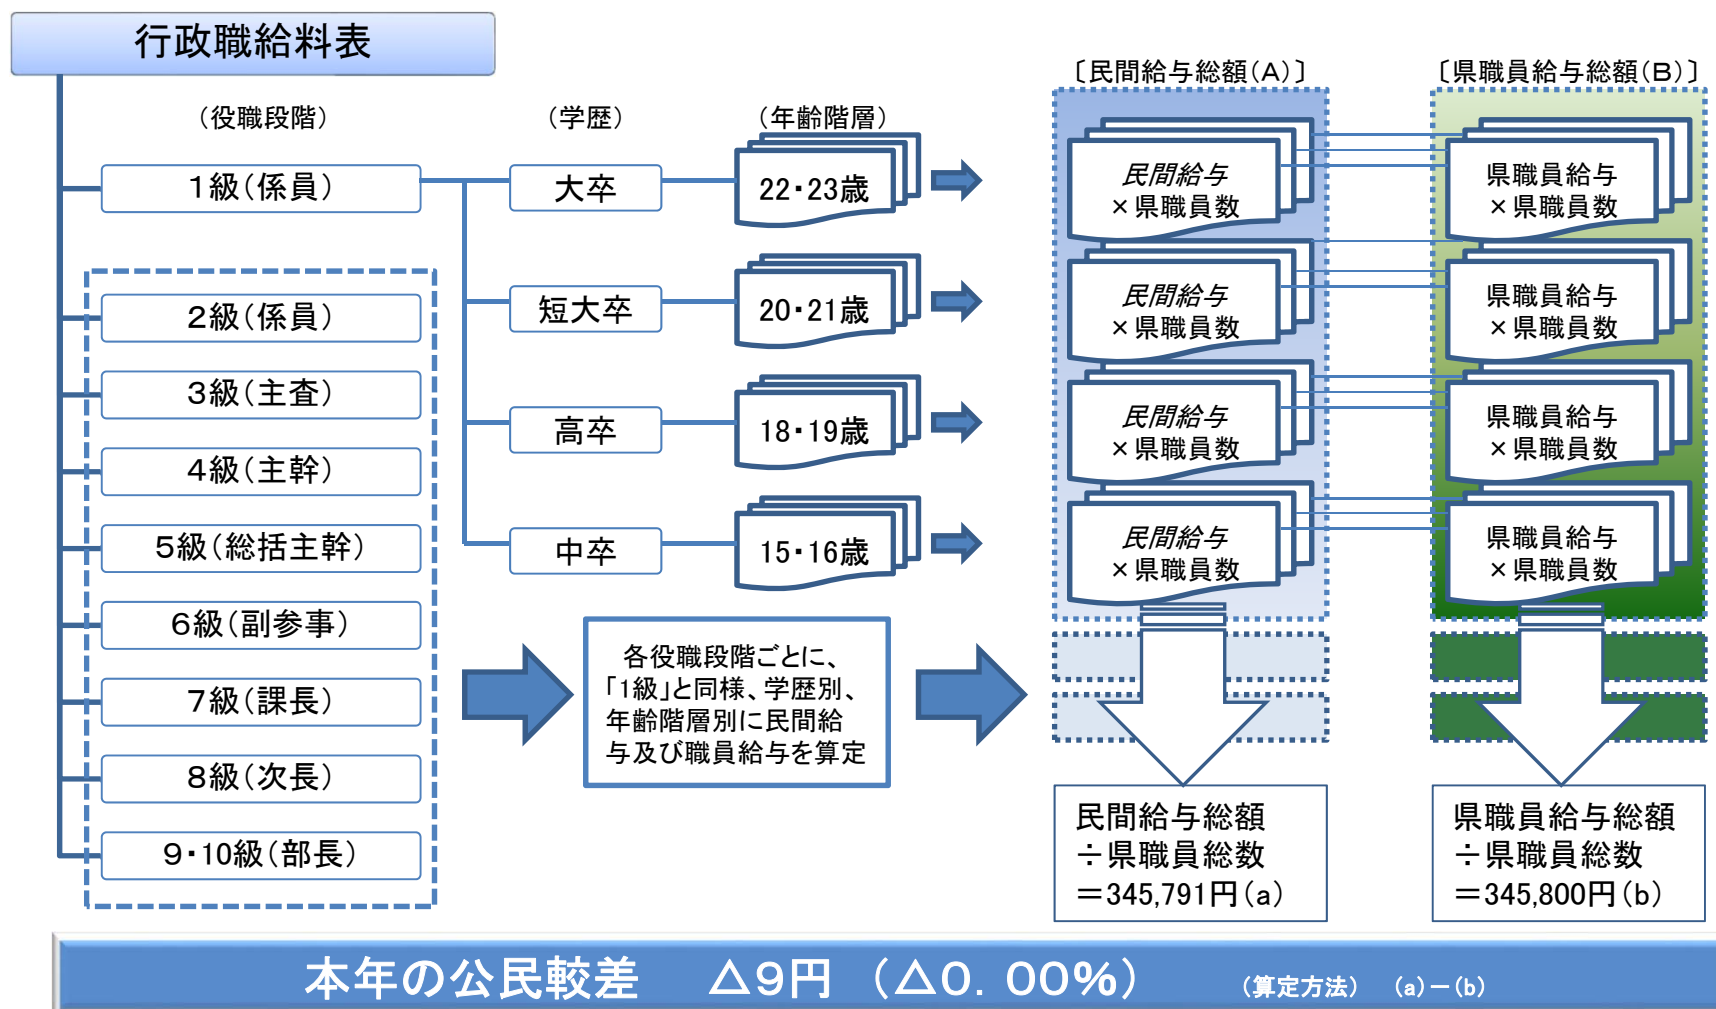 行政職給料表
（役職段階）
（学歴）
（年齢階層）
〔民間給与総額（Ａ）〕
〔県職員給与総額（Ｂ）〕
１級（係員）
２級（係員）
３級（主査）
４級（主幹）
５級（総括主幹）
６級（副参事）
７級（課長）
８級（次長）
９・10級（部長）
大卒
短大卒
高卒
中卒
22・23歳
20・21歳
18・19歳
15・16歳
民間給与
×県職員数
民間給与
×県職員数
民間給与
×県職員数
民間給与
×県職員数
県職員給与
×県職員数
県職員給与
×県職員数
県職員給与
×県職員数
県職員給与
×県職員数
各役職段階ごとに、
「1級」と同様、学歴別、
年齢階層別に民間給
与及び職員給与を算定
民間給与総額
÷県職員総数
＝345,791円（a）
県職員給与総額
÷県職員総数
＝345,800円（b）
本年の公民較差　△９円　（△０．００％）　（算定方法）　（a）－（b）